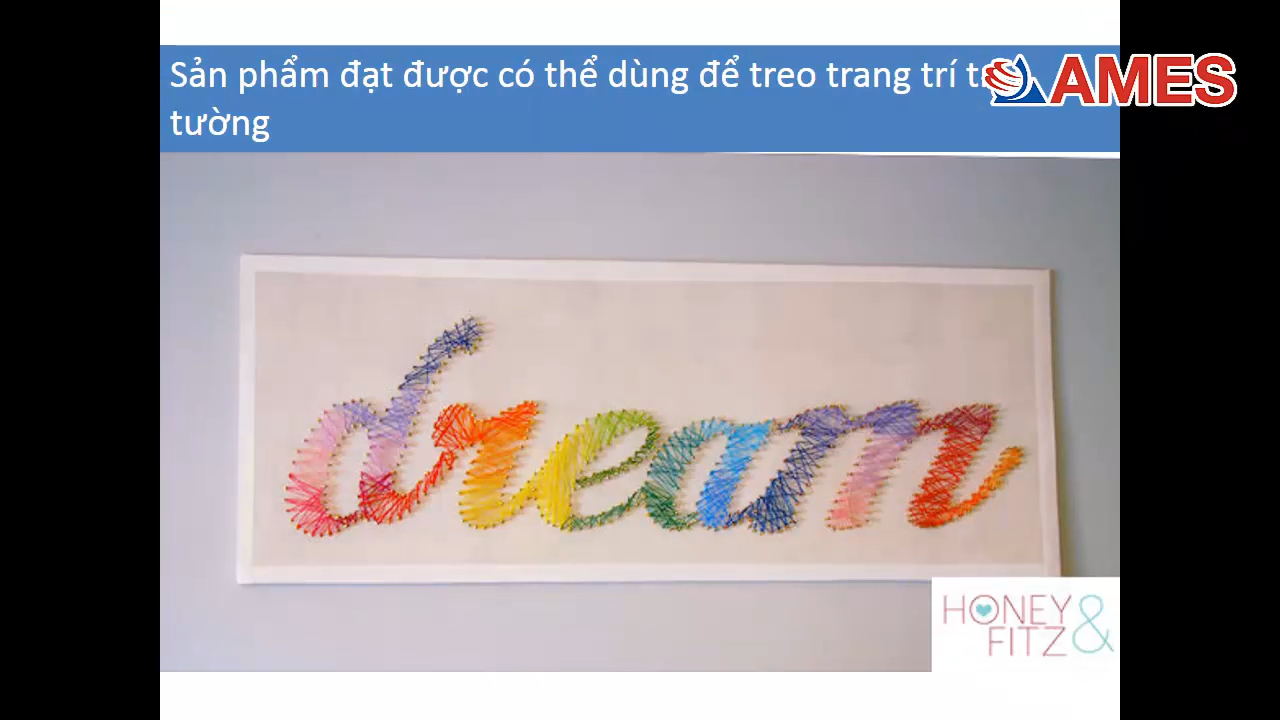 Sản phẩm đạt được có thể dùng để treo trang trí
tường
AMES
dream
HONEY &
FITZ